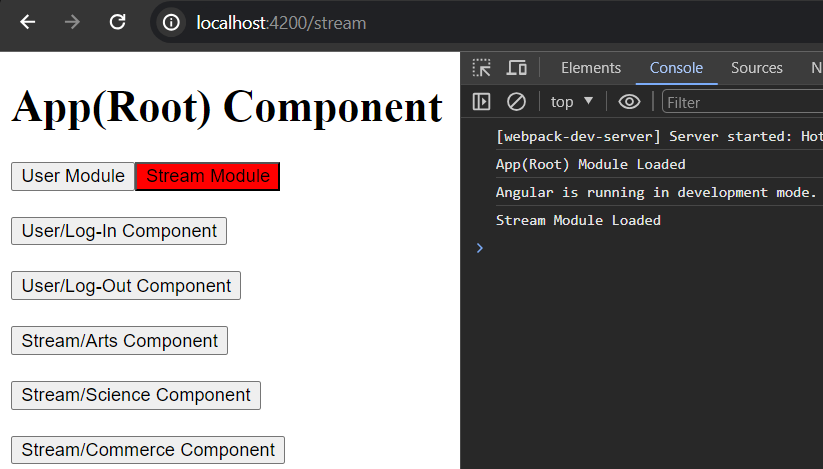 localhost:4200/stream
App(Root) Component
User Module Stream Module
User/Log-In Component
User/Log-Out Component
Stream/Arts Component
Stream/Science Component
Stream/Commerce Component
Elements Console Sources N
top Filter
[webpack-dev-server] Server started: Hot
App(Root) Module Loaded
Angular is running in development mode.
Stream Module Loaded